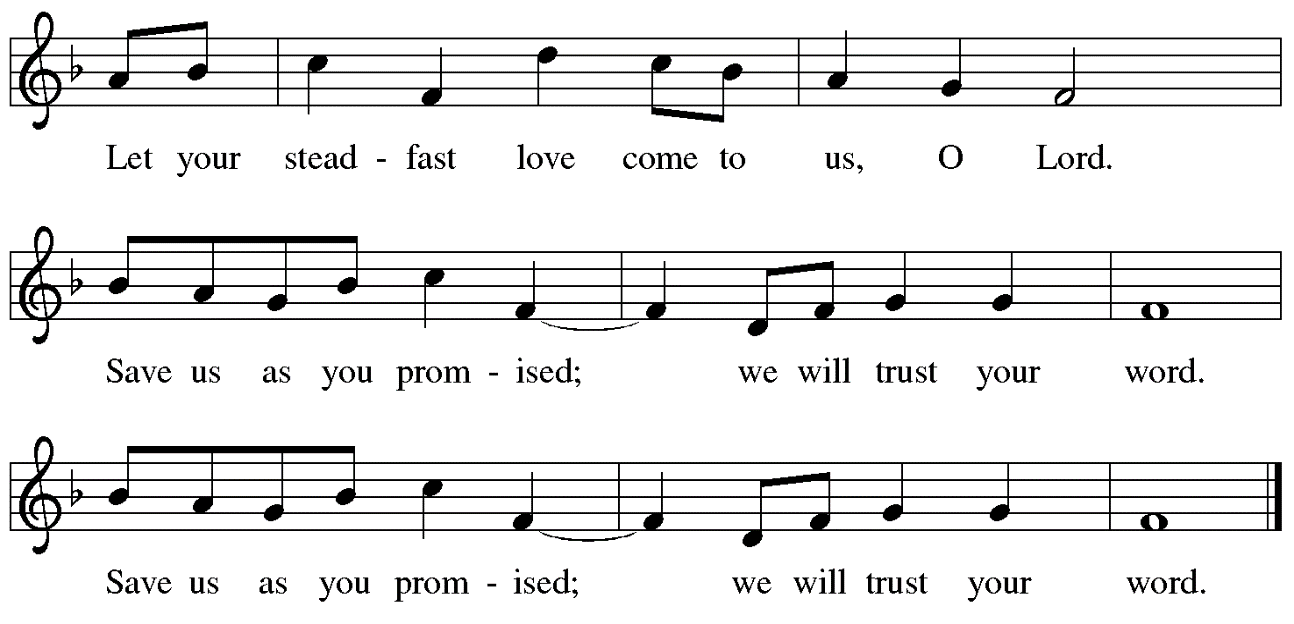 Let your stead - fast love come to us, O Lord.
Save us as you prom - ised; we will trust your word.
Save us as you prom - ised; we will trust your word.